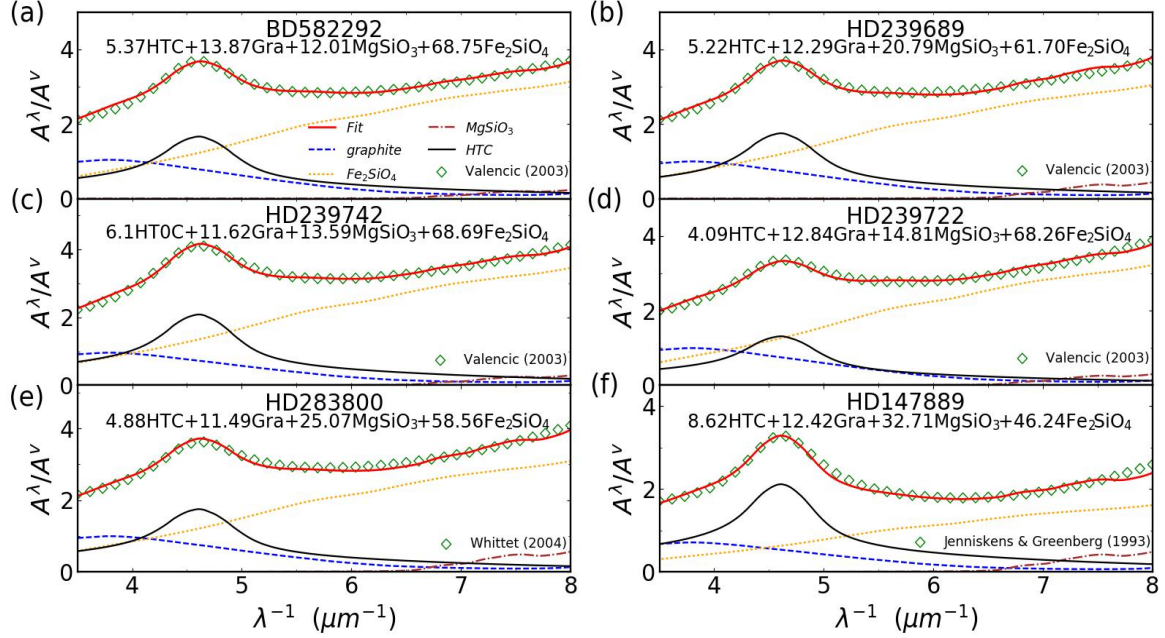 (a)
BD582292
5.37HTC+13.87Gra+12.01MgSiO₃+68.75Fe₂SiO₄
4
2
0
A^λ/A^ν
Fit
graphite
Fe₂SiO₄
MgSiO₃
HTC
Valencic (2003)
(b)
HD239689
5.22HTC+12.29Gra+20.79MgSiO₃+61.70Fe₂SiO₄
4
2
0
A^λ/A^ν
Valencic (2003)
(c)
HD239742
6.1HT0C+11.62Gra+13.59MgSiO₃+68.69Fe₂SiO₄
4
2
0
A^λ/A^ν
Valencic (2003)
(d)
HD239722
4.09HTC+12.84Gra+14.81MgSiO₃+68.26Fe₂SiO₄
4
2
0
A^λ/A^ν
Valencic (2003)
(e)
HD283800
4.88HTC+11.49Gra+25.07MgSiO₃+58.56Fe₂SiO₄
4
2
0
A^λ/A^ν
Whittet (2004)
4 5 6 7 8
λ⁻¹ (μm⁻¹)
(f)
HD147889
8.62HTC+12.42Gra+32.71MgSiO₃+46.24Fe₂SiO₄
4
2
0
A^λ/A^ν
Jenniskens & Greenberg (1993)
4 5 6 7 8
λ⁻¹ (μm⁻¹)